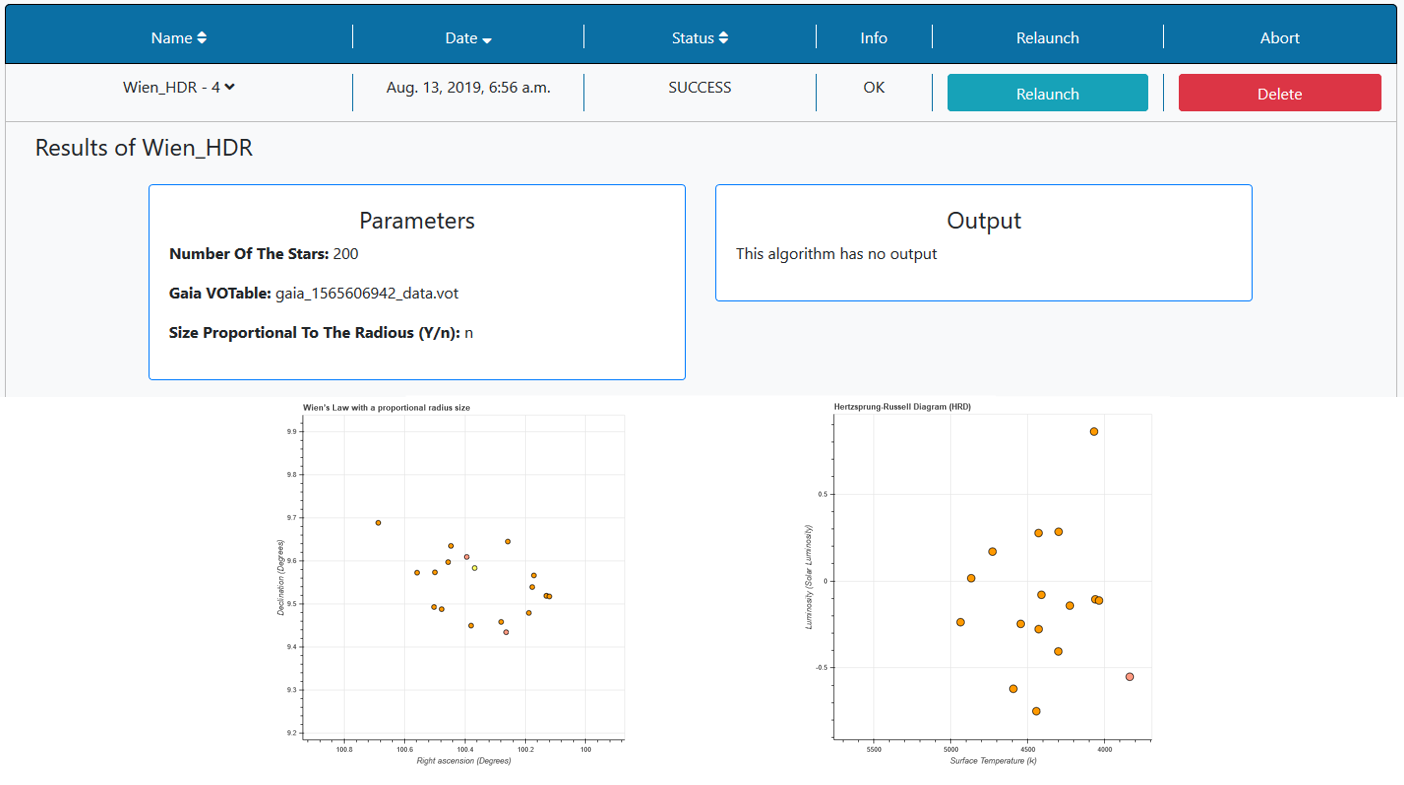 Name Date Status Info Relaunch Abort
Wien_HDR - 4 Aug. 13, 2019, 6:56 a.m. SUCCESS OK Relaunch Delete
Results of Wien_HDR
Parameters
Number Of The Stars: 200
Gaia VOTable: gaia_1565606942_data.vot
Size Proportional To The Radious (Y/n): n
Output
This algorithm has no output
Wien's Law with a proportional radius size
Declination (Degrees)
9.9
9.8
9.7
9.6
9.5
9.4
9.3
9.2
100.8 100.6 100.4 100.2 100
Right ascension (Degrees)
Hertzsprung-Russell Diagram (HRD)
Luminosity (Solar Luminosity)
0.5
0
-0.5
5500 5000 4500 4000
Surface Temperature (k)